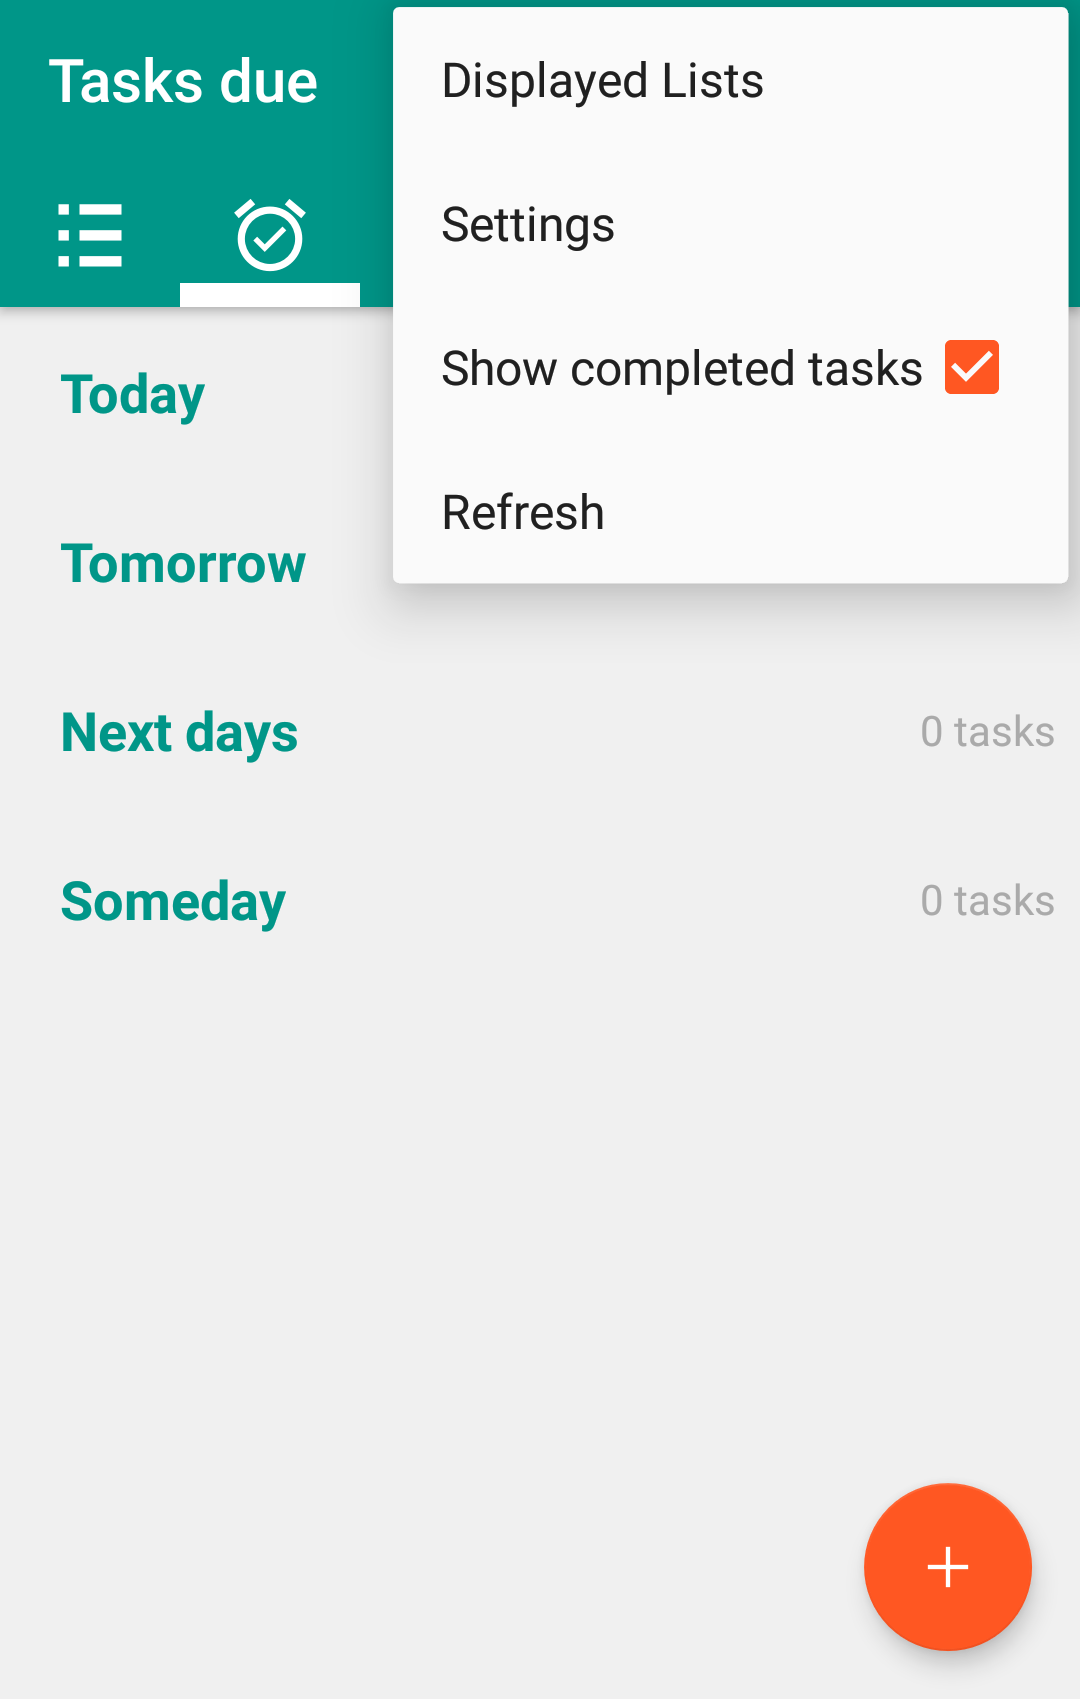 Tasks due
Displayed Lists
Settings
Show completed tasks
Refresh
Today
Tomorrow
Next days 0 tasks
Someday 0 tasks